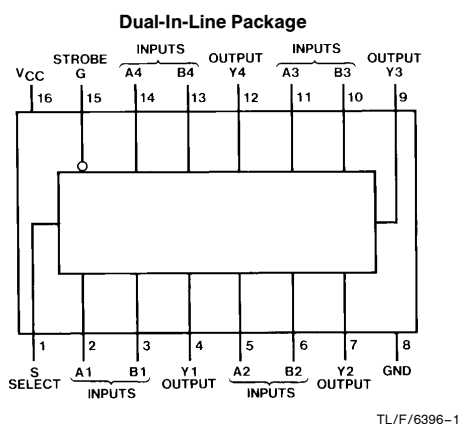 Dual-In-Line Package
INPUTS INPUTS
STROBE OUTPUT OUTPUT
VCC G A4 B4 Y4 A3 B3 Y3
16 15 14 13 12 11 10 9
1 2 3 4 5 6 7 8
S A1 B1 Y1 A2 B2 Y2 GND
SELECT OUTPUT OUTPUT
INPUTS INPUTS
TL/F/6396–1